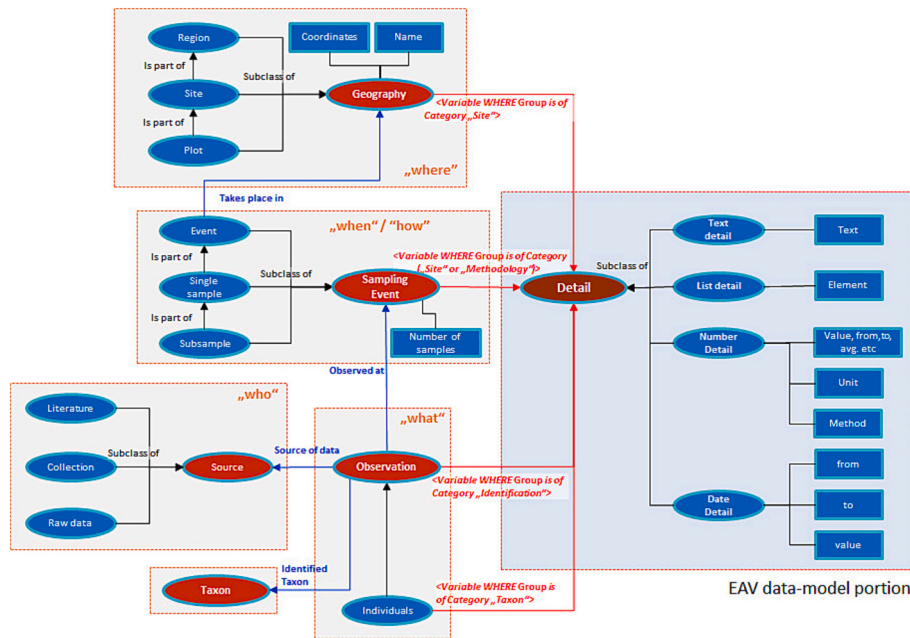 Region
Coordinates
Name
Is part of
Subclass of
Site
Geography
<Variable WHERE Group is of
Category „Site“>
Is part of
Plot
„where”
Takes place in
„when“ / “how”
Event
Is part of
Subclass of
Single
sample
Sampling
Event
<Variable WHERE Group is of Category
(„Site“ or „Methodology“)>
Is part of
Subsample
Number of
samples
Observed at
Text
detail
Text
Subclass of
Detail
List detail
Element
Number
Detail
Value, from,to,
avg. etc
Unit
Method
Date
Detail
from
to
value
EAV data-model portion
„who“
Literature
Subclass of
Collection
Source
Raw data
Source of data
„what“
Observation
<Variable WHERE Group is of
Category „Identification“>
Identified
Taxon
Taxon
Individuals
<Variable WHERE Group is
of Category „Taxon“>